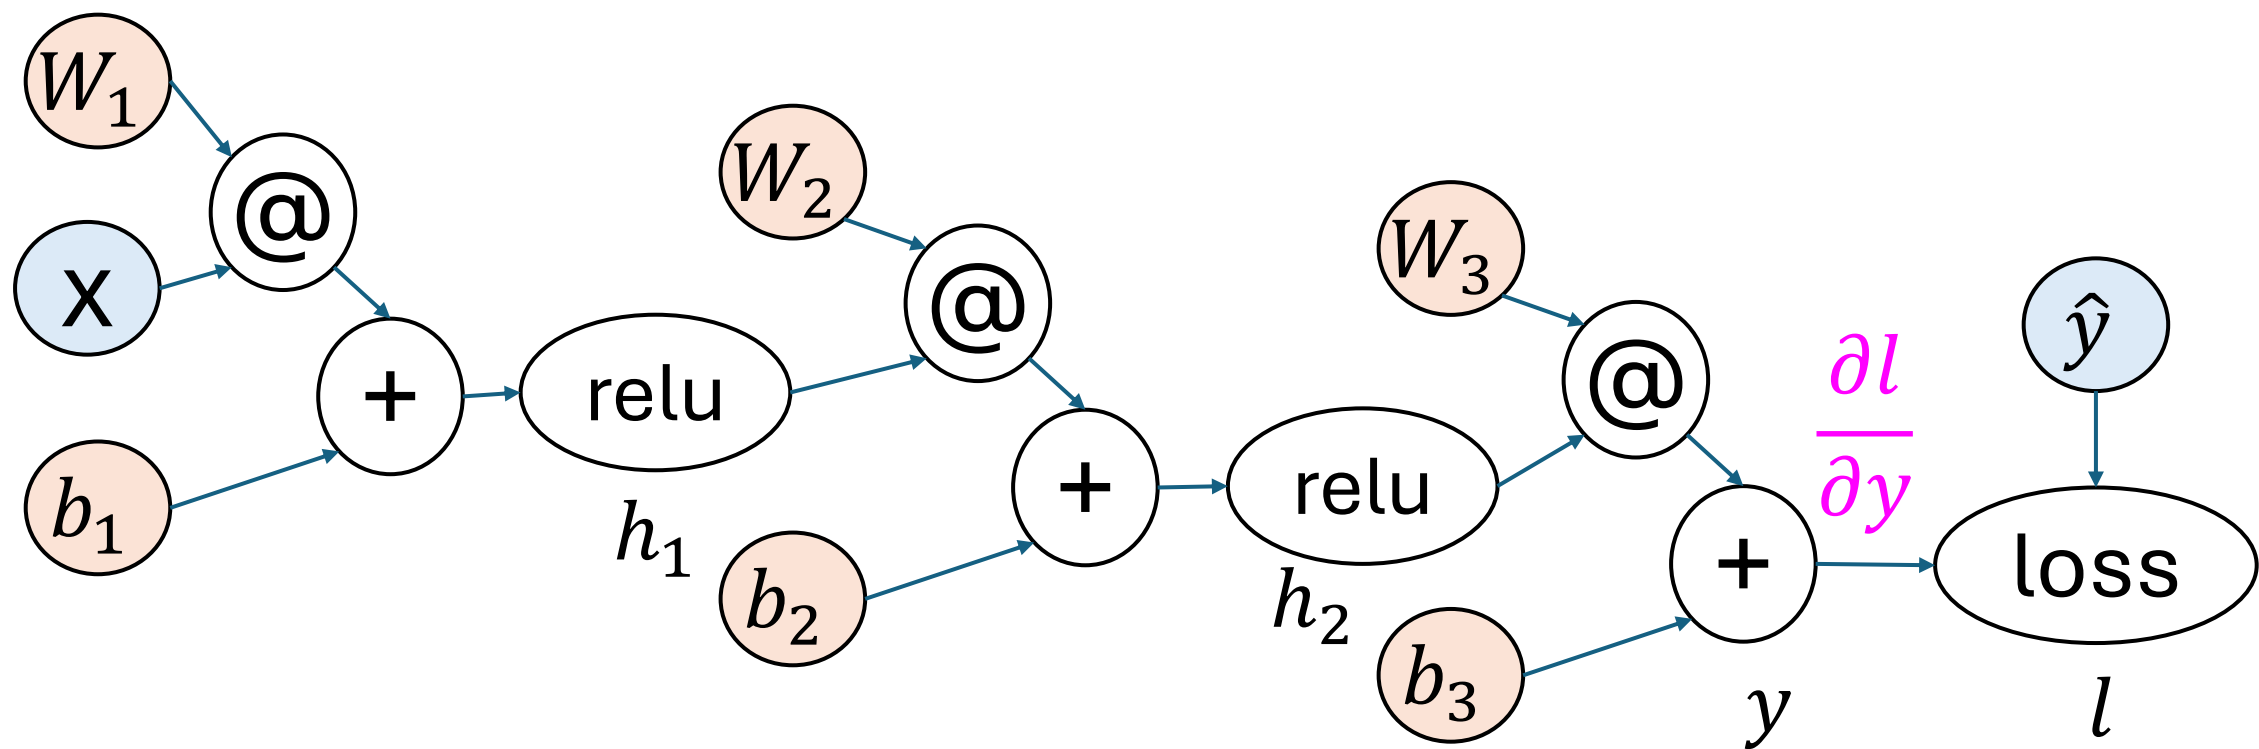 W₁
@
x
+
b₁
relu
h₁
W₂
@
+
b₂
relu
h₂
W₃
@
+
b₃
y
∂l
∂y
ŷ
loss
l